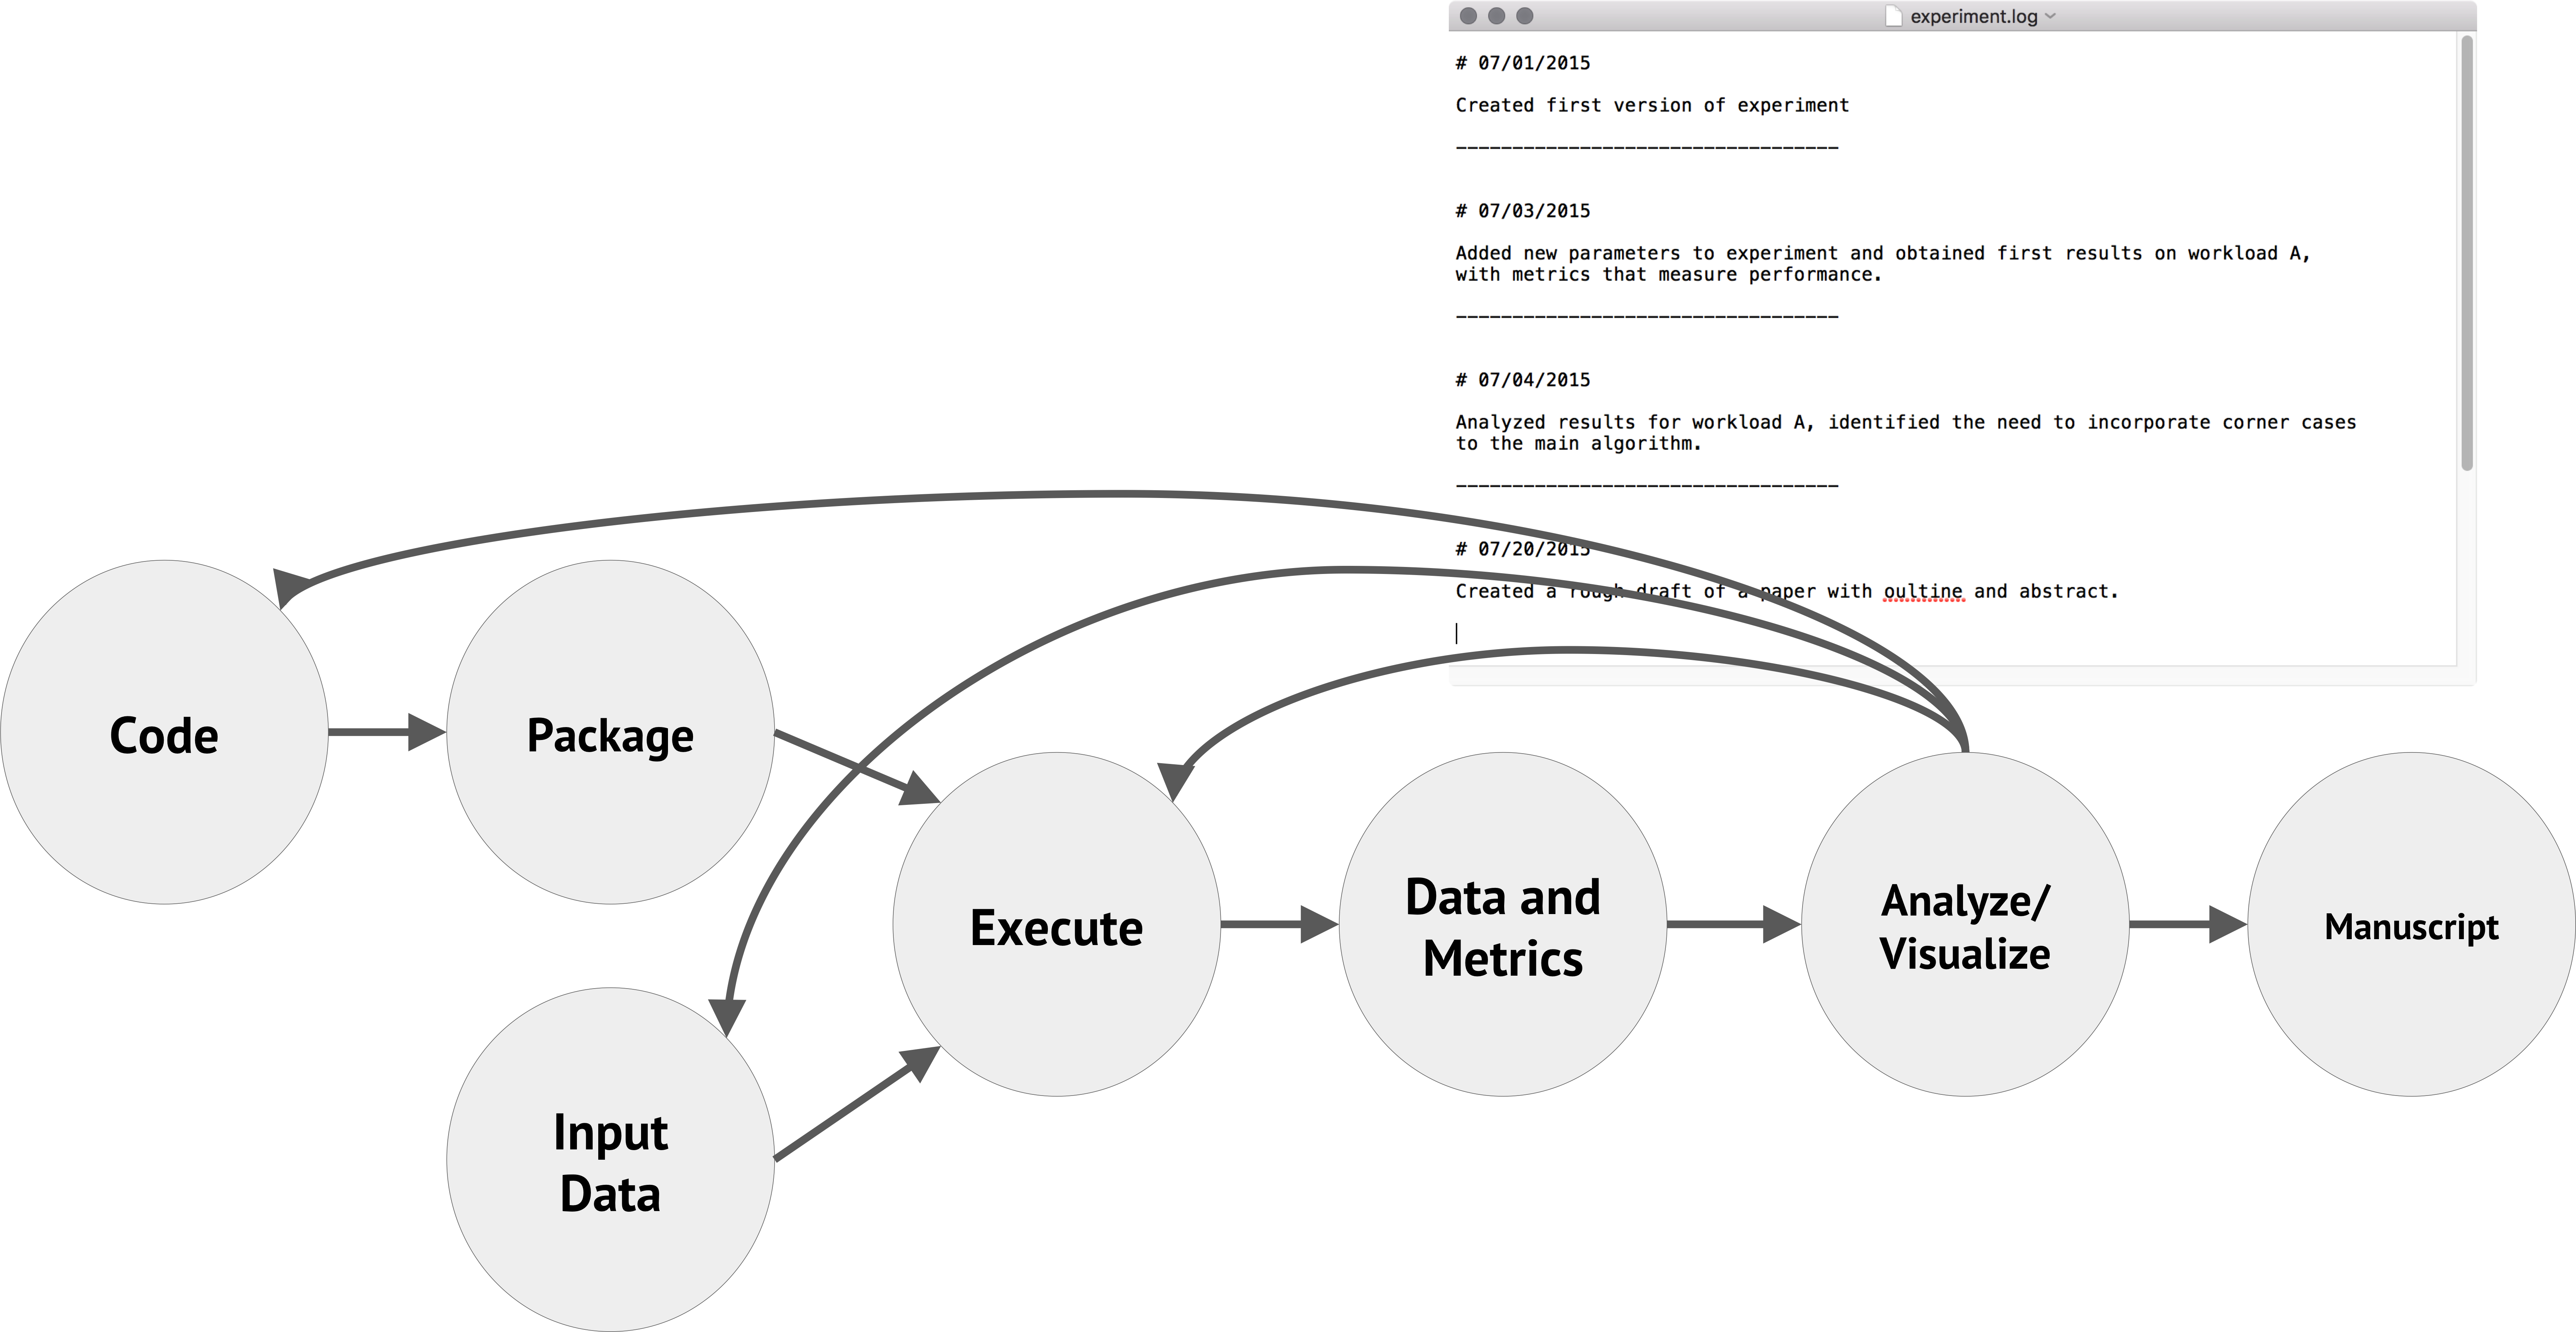 experiment.log
# 07/01/2015
Created first version of experiment
----------------------------------
# 07/03/2015
Added new parameters to experiment and obtained first results on workload A,
with metrics that measure performance.
----------------------------------
# 07/04/2015
Analyzed results for workload A, identified the need to incorporate corner cases
to the main algorithm.
----------------------------------
# 07/20/2015
Created a rough draft of a paper with oultine and abstract.
Code
Package
Input
Data
Execute
Data and
Metrics
Analyze/
Visualize
Manuscript